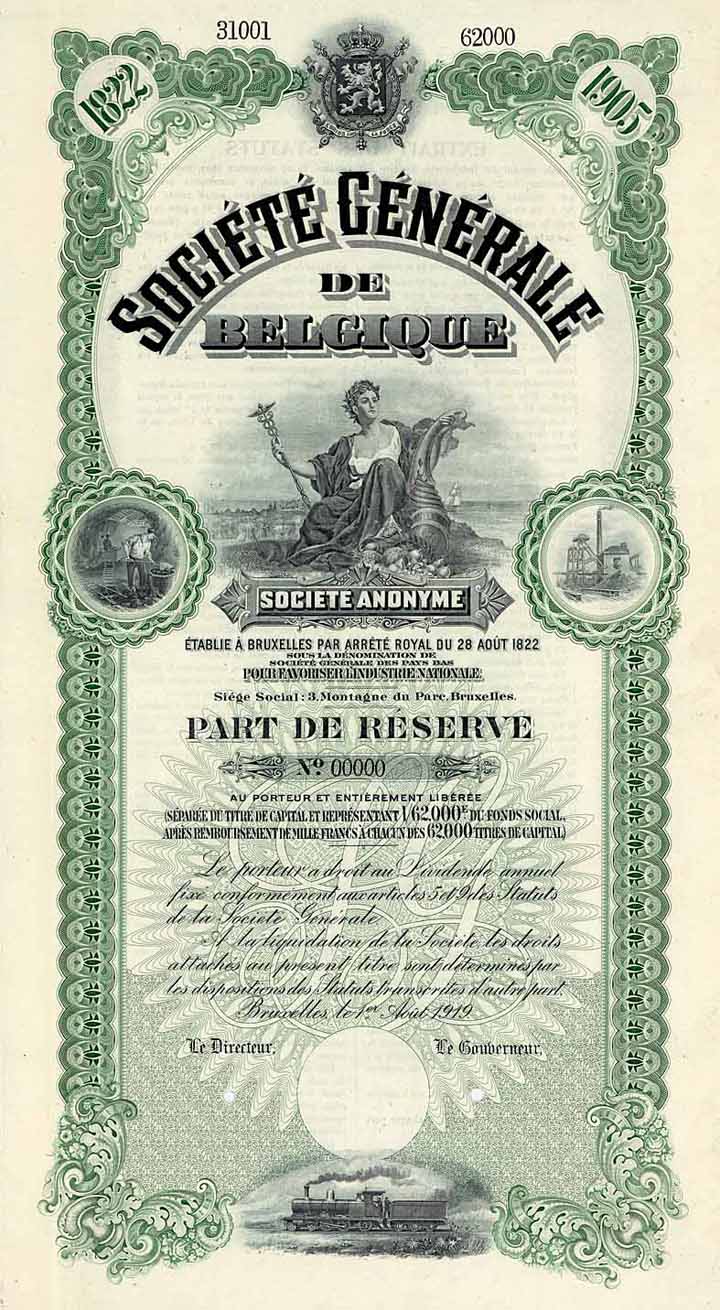 31001 62000
1822 1905
SOCIÉTÉ GÉNÉRALE
DE
BELGIQUE
SOCIÉTÉ ANONYME
ÉTABLIE À BRUXELLES PAR ARRÊTÉ ROYAL DU 28 AOÛT 1822
SOUS LA DÉNOMINATION DE
SOCIÉTÉ GÉNÉRALE DES PAYS BAS
POUR FAVORISER L'INDUSTRIE NATIONALE
Siége Social: 3, Montagne du Parc, Bruxelles.
PART DE RÉSERVE
No 00000
AU PORTEUR ET ENTIÈREMENT LIBÉRÉE
(SÉPARÉE DU TITRE DE CAPITAL ET REPRÉSENTANT 1/62.000E DU FONDS SOCIAL,
APRÈS REMBOURSEMENT DE MILLE FRANCS À CHACUN DES 62.000 TITRES DE CAPITAL)
Le porteur a droit au Dividende annuel
fixé conformément aux articles 5 et 9 des Statuts
de la Société Générale
A la liquidation de la Société, les droits
attachés au présent titre sont déterminés par
les dispositions des Statuts transcrites d'autre part.
Bruxelles, le 1er Août 1919.
Le Directeur, Le Gouverneur,